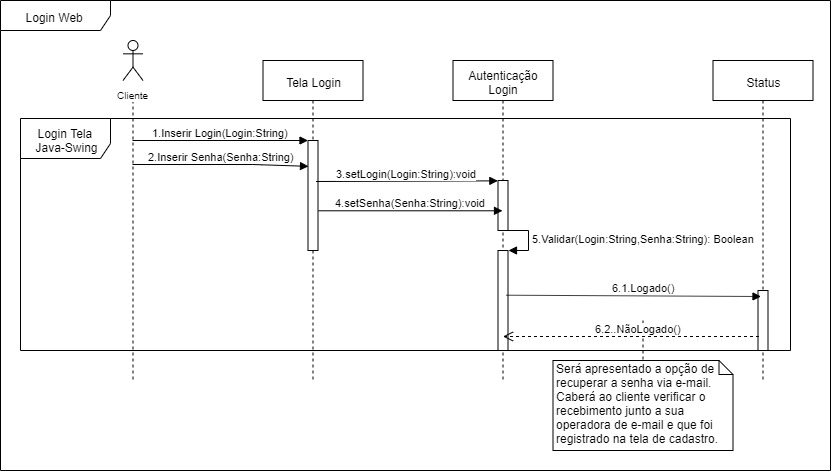 Login Web
Cliente
Tela Login
Autenticação
Login
Status
Login Tela
Java-Swing
1.Inserir Login(Login:String)
2.Inserir Senha(Senha:String)
3.setLogin(Login:String):void
4.setSenha(Senha:String):void
5.Validar(Login:String,Senha:String): Boolean
6.1.Logado()
6.2..NãoLogado()
Será apresentado a opção de
recuperar a senha via e-mail.
Caberá ao cliente verificar o
recebimento junto a sua
operadora de e-mail e que foi
registrado na tela de cadastro.